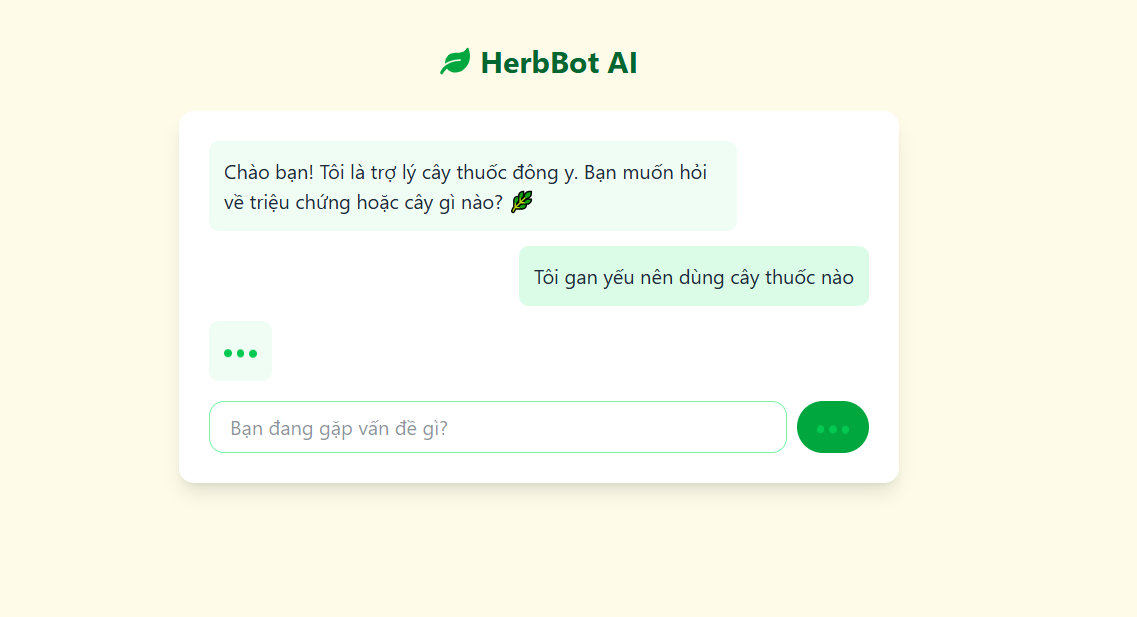 HerbBot AI
Chào bạn! Tôi là trợ lý cây thuốc đông y. Bạn muốn hỏi
về triệu chứng hoặc cây gì nào? 🌿
Tôi gan yếu nên dùng cây thuốc nào
Bạn đang gặp vấn đề gì?